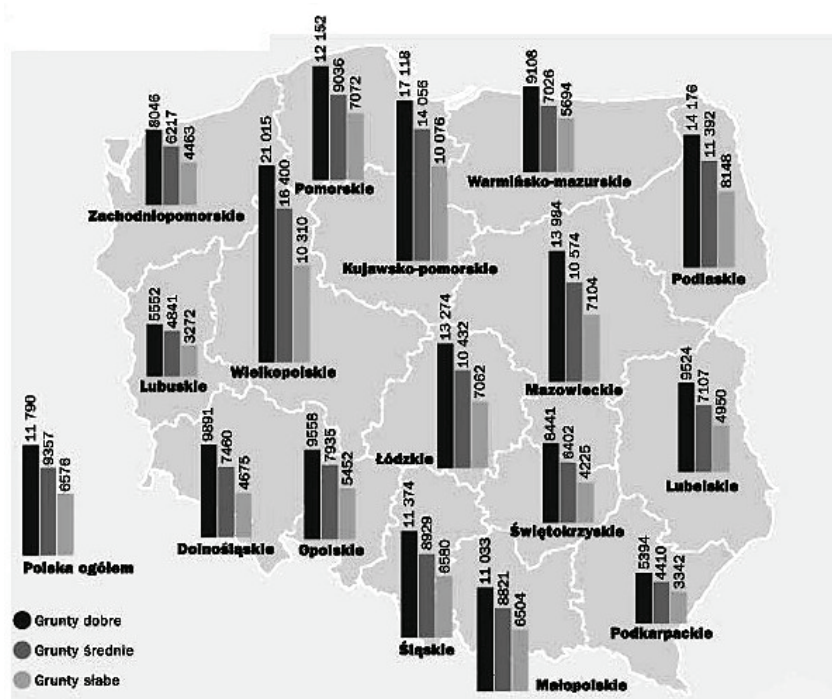 12 152
9036
7072
Pomorskie
17 118
14 056
10 076
Kujawsko-pomorskie
9108
7026
5694
Warmińsko-mazurskie
14 176
11 392
8148
Podlaskie
8046
6217
4463
Zachodniopomorskie
21 015
16 400
10 310
Wielkopolskie
13 984
10 574
7104
Mazowieckie
5552
4841
3272
Lubuskie
13 274
10 432
7062
Łódzkie
9524
7107
4950
Lubelskie
11 790
9357
6576
Polska ogółem
9891
7460
4675
Dolnośląskie
9558
7935
5452
Opolskie
8441
6402
4225
Świętokrzyskie
11 374
8929
6580
Śląskie
11 033
8821
6504
Małopolskie
5394
4410
3342
Podkarpackie
Grunty dobre
Grunty średnie
Grunty słabe